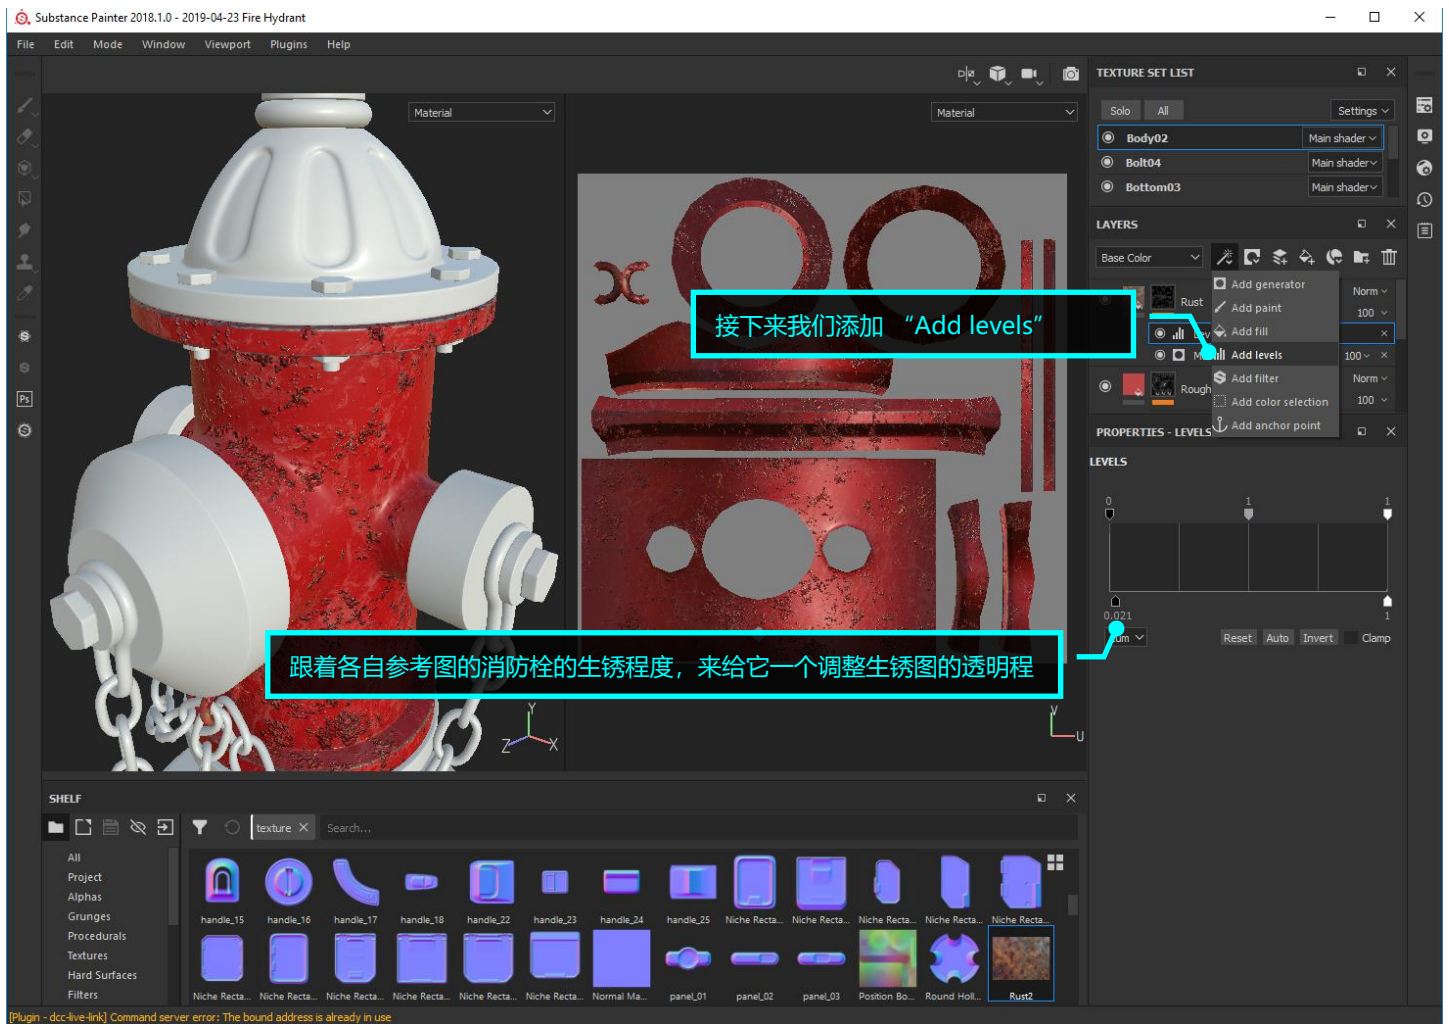 Substance Painter 2018.1.0 - 2019-04-23 Fire Hydrant
File Edit Mode Window Viewport Plugins Help
Material
Material
TEXTURE SET LIST
Solo All Settings
Body02 Main shader
Bolt04 Main shader
Bottom03 Main shader
LAYERS
Base Color
Add generator
Norm
Rust
Add paint
100
接下来我们添加 “Add levels”
Add fill
Add levels
100
Add filter
Norm
Rough
Add color selection
100
Add anchor point
PROPERTIES - LEVELS
LEVELS
0 1 1
0.021 1
Reset Auto Invert Clamp
跟着各自参考图的消防栓的生锈程度，来给它一个调整生锈图的透明程
Y
Z X
V
U
SHELF
texture Search...
All
Project
Alphas
Grunges
Procedurals
Textures
Hard Surfaces
Filters
handle_15 handle_16 handle_17 handle_18 handle_22 handle_23 handle_24 handle_25 Niche Recta... Niche Recta... Niche Recta... Niche Recta... Niche Recta...
Niche Recta... Niche Recta... Niche Recta... Niche Recta... Niche Recta... Niche Recta... Normal Ma... panel_01 panel_02 panel_03 Position Bo... Round Holl... Rust2
[Plugin - dcc-live-link] Command server error: The bound address is already in use
Ps